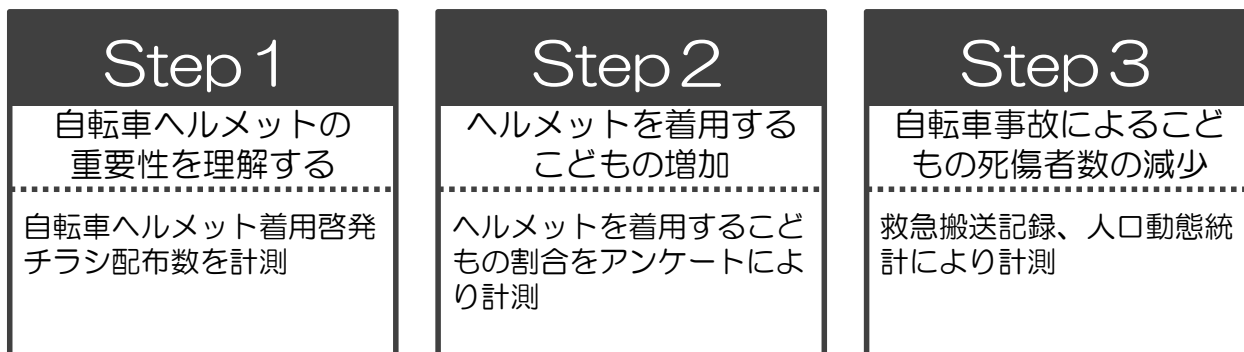 Step1
自転車ヘルメットの
重要性を理解する
自転車ヘルメット着用啓発
チラシ配布数を計測
Step2
ヘルメットを着用する
こどもの増加
ヘルメットを着用するこど
もの割合をアンケートによ
り計測
Step3
自転車事故によるこど
もの死傷者数の減少
救急搬送記録、人口動態統
計により計測